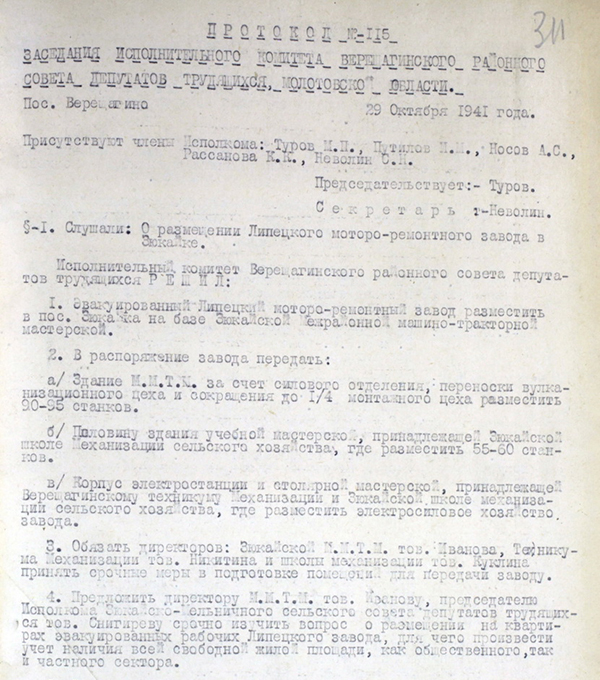 311
ПРОТОКОЛ №-115
ЗАСЕДАНИЯ ИСПОЛНИТЕЛЬНОГО КОМИТЕТА ВЕРЕЩАГИНСКОГО РАЙОННОГО
СОВЕТА ДЕПУТАТОВ ТРУДЯЩИХСЯ, МОЛОТОВСКОЙ ОБЛАСТИ.
Пос. Верещагино 29 Октября 1941 года.
Присутствуют члены Исполкома: Туров М.П., Путилов И.М., Носов А.С.,
Рассанова К.К., Неволин С.Н.
Председательствует:- Туров.
Секретарь :-Неволин.
§-1. Слушали: О размещении Липецкого моторо-ремонтного завода в
Зюкайке.
Исполнительный комитет Верещагинского районного совета депута-
тов трудящихся РЕШИЛ:
1. Эвакуированный Липецкий моторо-ремонтный завод разместить
в пос. Зюкайка на базе Зюкайской Межрайонной машино-тракторной
мастерской.
2. В распоряжение завода передать:
а/ Здание М.М.Т.М. за счет силового отделения, переноски вулка-
низационного цеха и сокращения до 1/4 монтажного цеха разместить
90-95 станков.
б/ Половину здания учебной мастерской, принадлежащей Зюкайской
школе Механизации сельского хозяйства, где разместить 55-60 стан-
ков.
в/ Корпус электростанции и столярной мастерской, принадлежащей
Верещагинскому техникуму Механизации и Зюкайской школе механиза-
ции сельского хозяйства, где разместить электросиловое хозяйство
завода.
3. Обязать директоров: Зюкайской М.М.Т.М. тов. Иванова, Технику-
ма Механизации тов. Никитина и школы механизации тов. Куклина
принять срочные меры в подготовке помещений для передачи заводу.
4. Предложить директору М.М.Т.М. тов. Иванову, председателю
Исполкома Зюкайско-Мельничного сельского совета депутатов трудящих-
ся тов. Снигиреву срочно изучить вопрос о размещении на кварти-
рах эвакуированных рабочих Липецкого завода, для чего произвести
учет наличия всей свободной жилой площади, как общественного,так
и частного сектора.